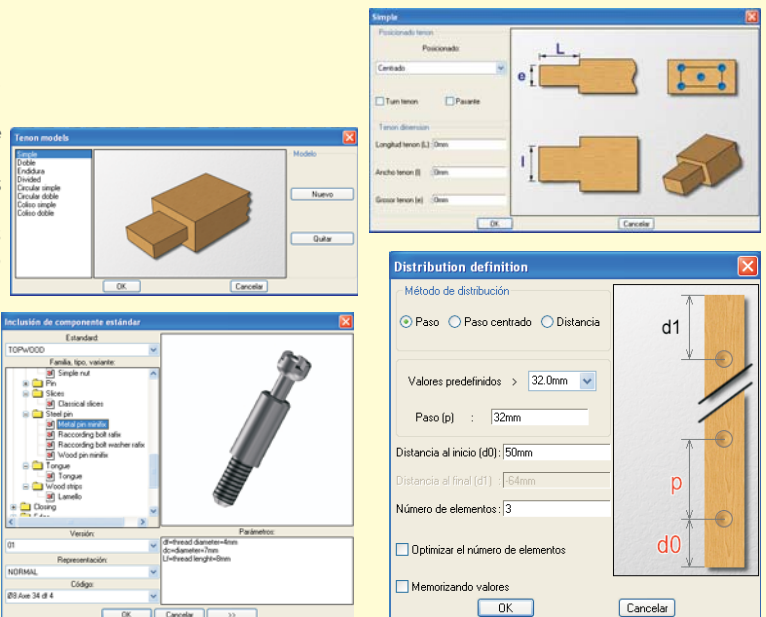 Tenon models
Simple
Doble
Endidura
Divided
Circular simple
Circular doble
Coliso simple
Coliso doble
Modelo
Nuevo
Quitar
OK
Cancelar
Simple
Posicionado tenon
Posicionado:
Centrado
Turn tenon
Pasante
Tenon dimension
Longitud tenon (L): 0mm
Ancho tenon (l) : 0mm
Grosor tenon (e) : 0mm
L
e
l
OK
Cancelar
Inclusión de componente estándar
Estandard:
TOPWOOD
Familia, tipo, variante:
Simple nut
Pin
Slices
Classical slices
Steel pin
Metal pin minifix
Raccording bolt rafix
Raccording bolt washer rafix
Wood pin minifix
Tongue
Tongue
Wood strips
Lamello
Closing
Versión:
01
Representación:
NORMAL
Código:
Ø8 Axe 34 df 4
Parámetros:
df=thread diameter=4mm
dc=diameter=7mm
Lf=thread lenght=8mm
OK
Cancelar
>>
Distribution definition
Método de distribución
Paso
Paso centrado
Distancia
Valores predefinidos > 32.0mm
Paso (p) : 32mm
Distancia al inicio (d0): 50mm
Distancia al final (d1) : -64mm
Número de elementos: 3
Optimizar el número de elementos
Memorizando valores
OK
Cancelar
d1
p
d0